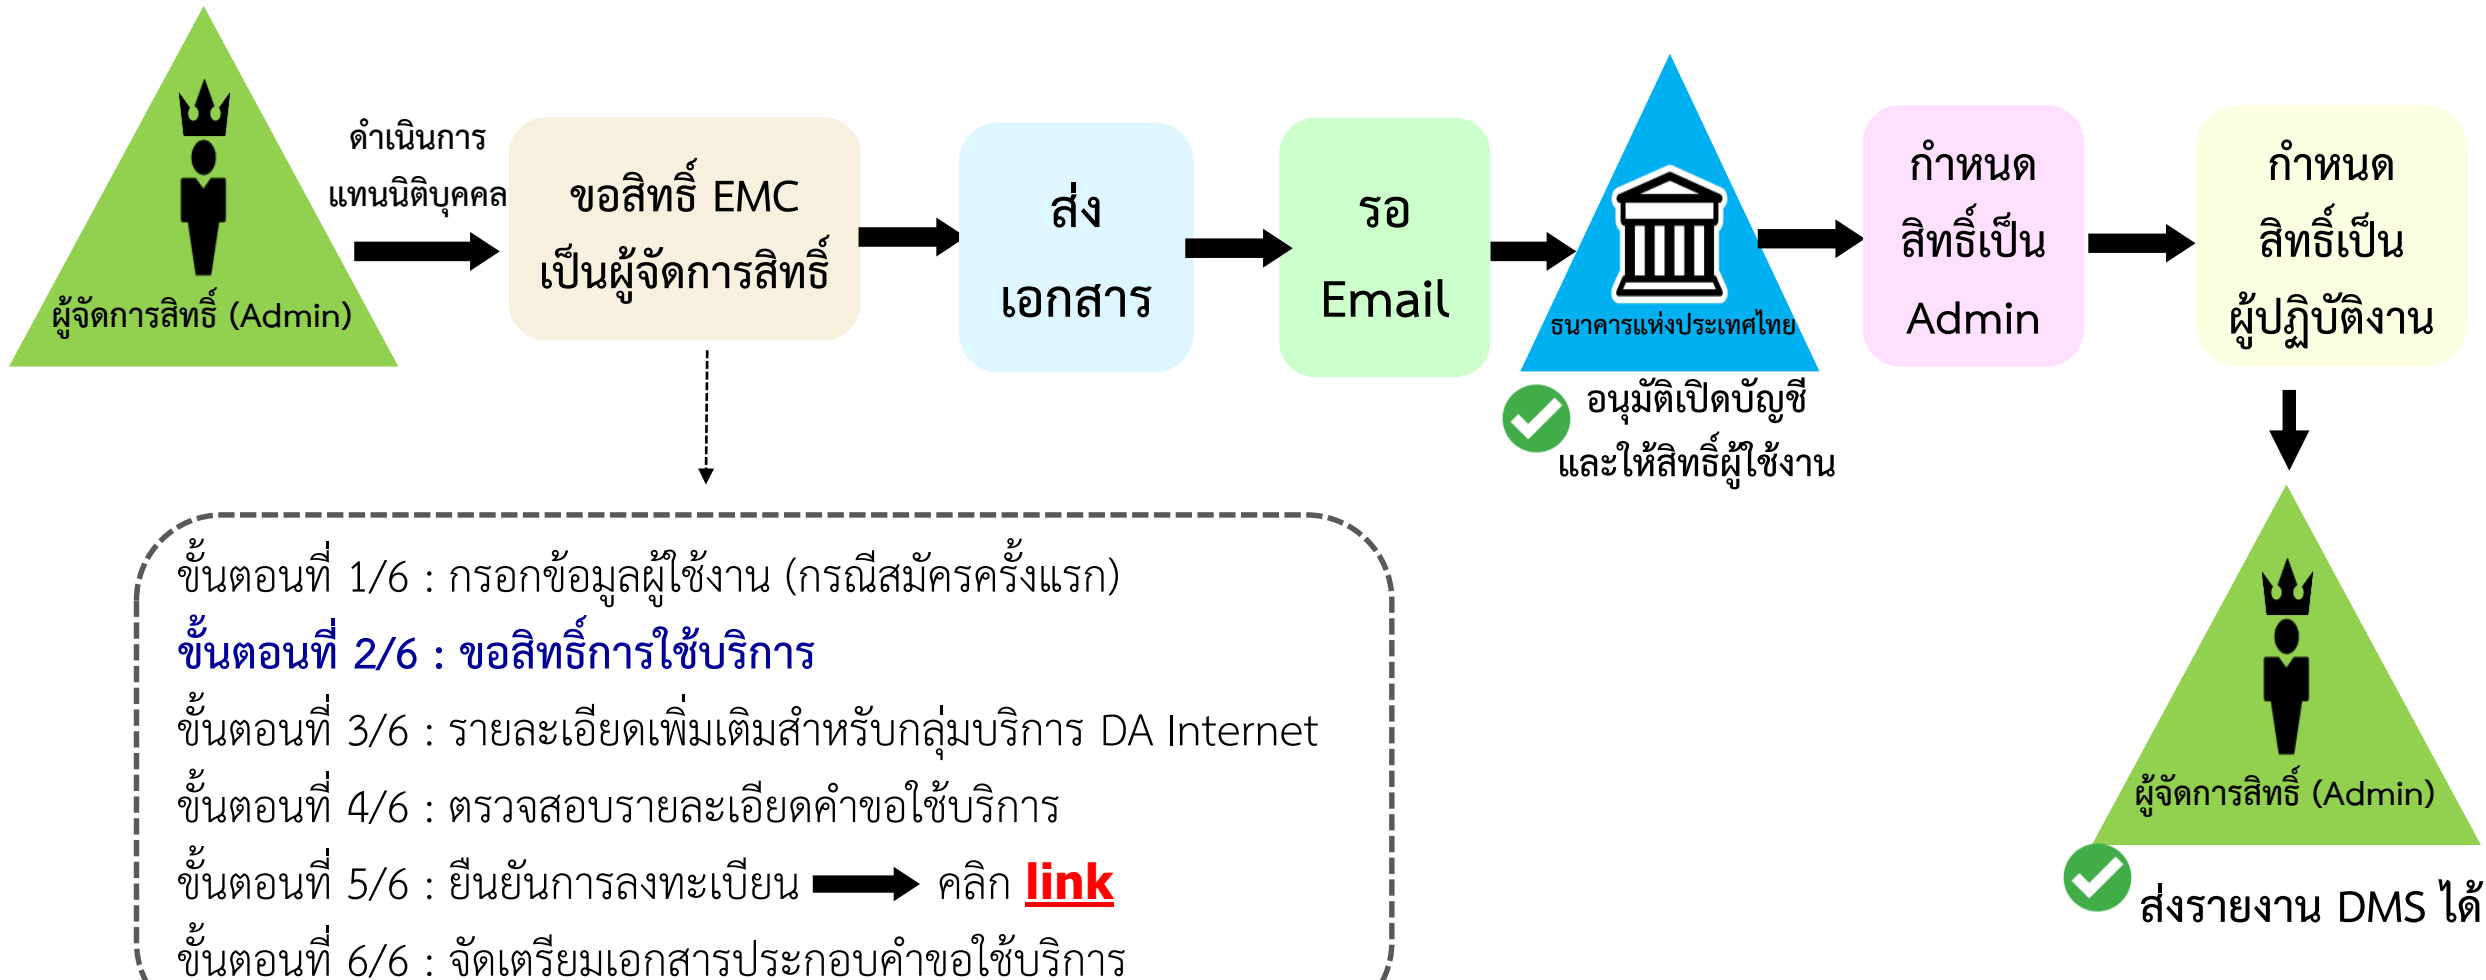 ผู้จัดการสิทธิ์ (Admin)
ดำเนินการ
แทนนิติบุคคล
ขอสิทธิ์ EMC
เป็นผู้จัดการสิทธิ์
ส่ง
เอกสาร
รอ
Email
ธนาคารแห่งประเทศไทย
อนุมัติเปิดบัญชี
และให้สิทธิ์ผู้ใช้งาน
กำหนด
สิทธิ์เป็น
Admin
กำหนด
สิทธิ์เป็น
ผู้ปฏิบัติงาน
ผู้จัดการสิทธิ์ (Admin)
ส่งรายงาน DMS ได้
ขั้นตอนที่ 1/6 : กรอกข้อมูลผู้ใช้งาน (กรณีสมัครครั้งแรก)
ขั้นตอนที่ 2/6 : ขอสิทธิ์การใช้บริการ
ขั้นตอนที่ 3/6 : รายละเอียดเพิ่มเติมสำหรับกลุ่มบริการ DA Internet
ขั้นตอนที่ 4/6 : ตรวจสอบรายละเอียดคำขอใช้บริการ
ขั้นตอนที่ 5/6 : ยืนยันการลงทะเบียน คลิก link
ขั้นตอนที่ 6/6 : จัดเตรียมเอกสารประกอบคำขอใช้บริการ